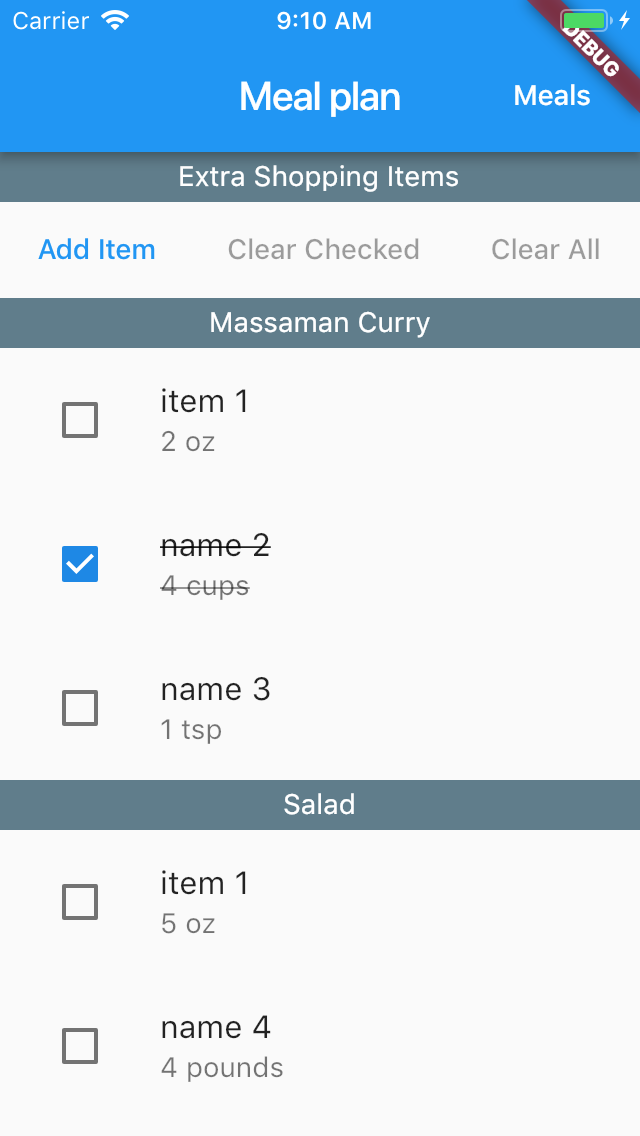 Carrier 9:10 AM
DEBUG
Meal plan Meals
Extra Shopping Items
Add Item Clear Checked Clear All
Massaman Curry
item 1
2 oz
name 2
4 cups
name 3
1 tsp
Salad
item 1
5 oz
name 4
4 pounds